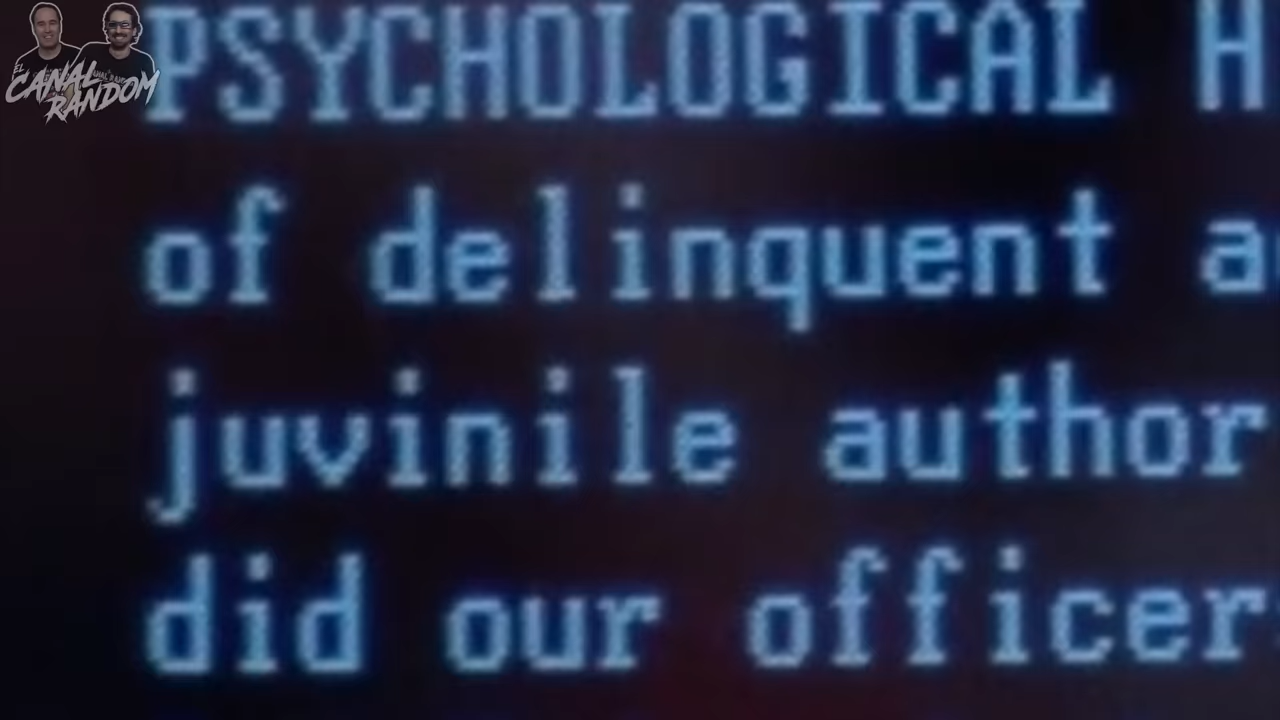 EL
CANAL
RANDOM
PSYCHOLOGICAL H
of delinquent a
juvinile author
did our officer